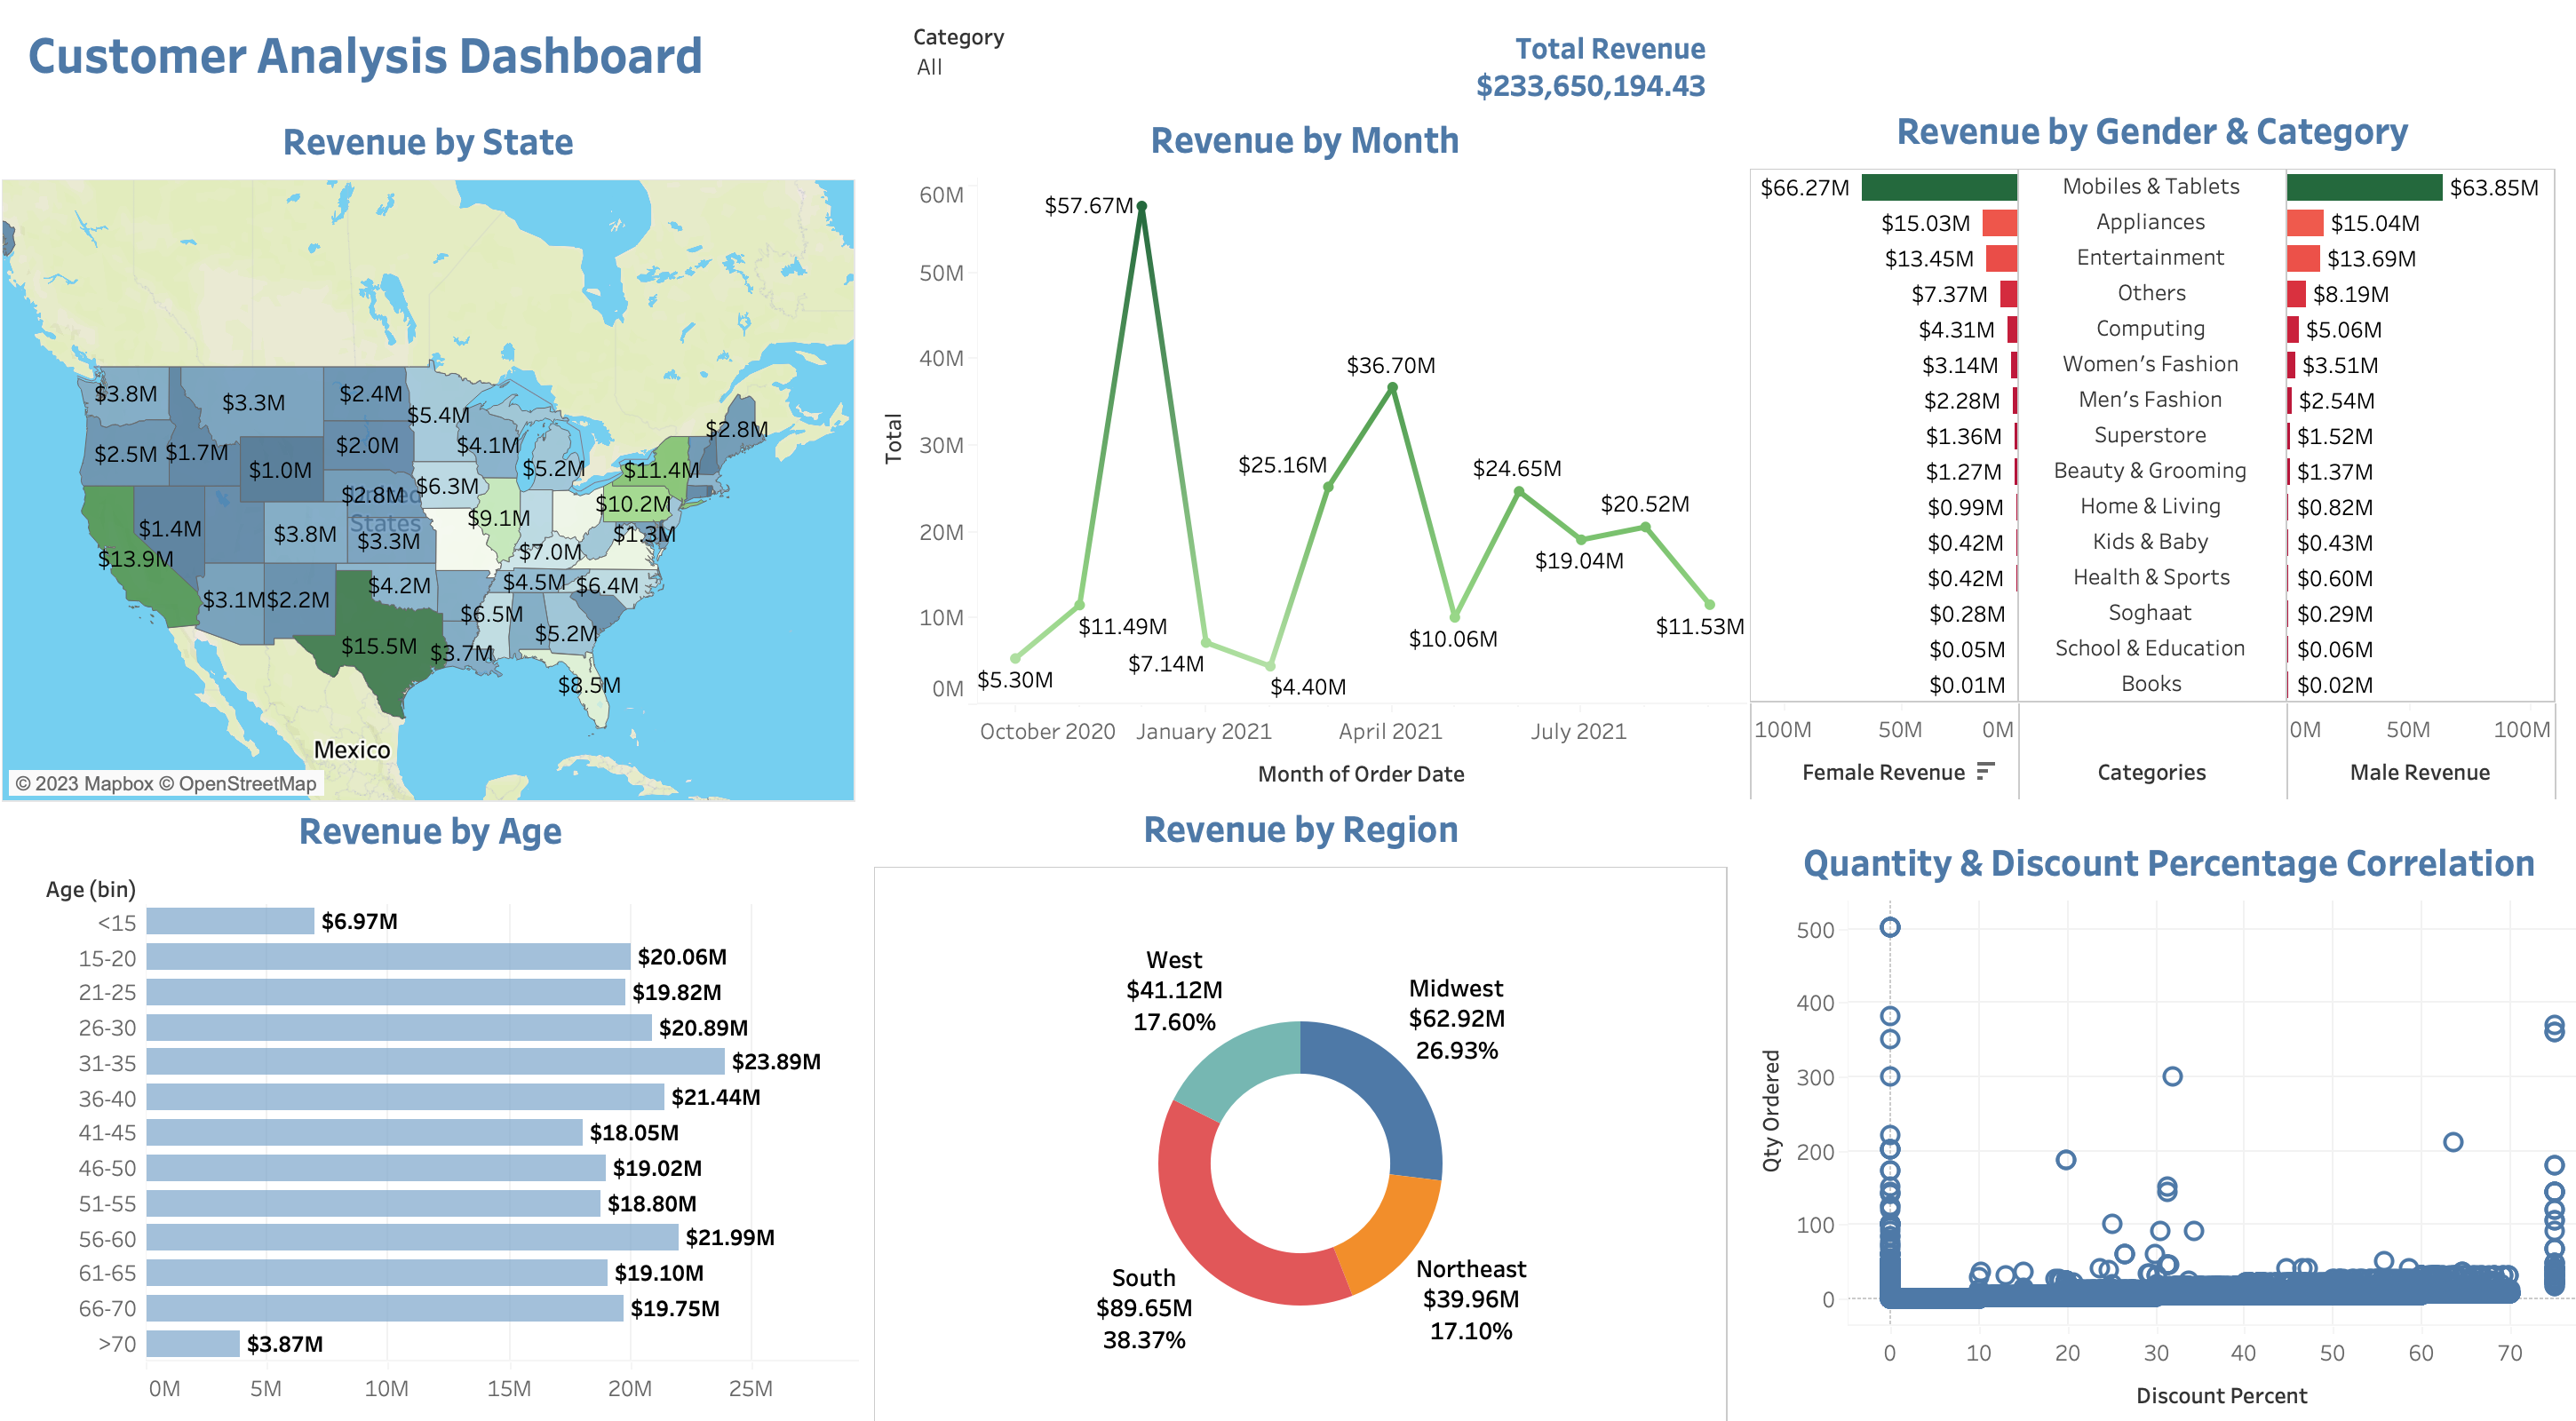 Customer Analysis Dashboard
Category
All
Total Revenue
$233,650,194.43
Revenue by State
$3.8M
$3.3M
$2.4M
$5.4M
$2.8M
$2.5M
$1.7M
$1.0M
$2.0M
$4.1M
$5.2M
$11.4M
$2.8M
$6.3M
$10.2M
United
States
$13.9M
$1.4M
$3.8M
$3.3M
$9.1M
$7.0M
$1.3M
$3.1M
$2.2M
$4.2M
$4.5M
$6.4M
$15.5M
$6.5M
$3.7M
$5.2M
$8.5M
Mexico
© 2023 Mapbox © OpenStreetMap
Revenue by Month
Total
60M
50M
40M
30M
20M
10M
0M
$5.30M
$11.49M
$57.67M
$7.14M
$4.40M
$25.16M
$36.70M
$10.06M
$24.65M
$19.04M
$20.52M
$11.53M
October 2020
January 2021
April 2021
July 2021
Month of Order Date
Revenue by Gender & Category
$66.27M Mobiles & Tablets $63.85M
$15.03M Appliances $15.04M
$13.45M Entertainment $13.69M
$7.37M Others $8.19M
$4.31M Computing $5.06M
$3.14M Women's Fashion $3.51M
$2.28M Men's Fashion $2.54M
$1.36M Superstore $1.52M
$1.27M Beauty & Grooming $1.37M
$0.99M Home & Living $0.82M
$0.42M Kids & Baby $0.43M
$0.42M Health & Sports $0.60M
$0.28M Soghaat $0.29M
$0.05M School & Education $0.06M
$0.01M Books $0.02M
100M 50M 0M 0M 50M 100M
Female Revenue Categories Male Revenue
Revenue by Age
Age (bin)
<15 $6.97M
15-20 $20.06M
21-25 $19.82M
26-30 $20.89M
31-35 $23.89M
36-40 $21.44M
41-45 $18.05M
46-50 $19.02M
51-55 $18.80M
56-60 $21.99M
61-65 $19.10M
66-70 $19.75M
>70 $3.87M
0M 5M 10M 15M 20M 25M
Revenue by Region
West
$41.12M
17.60%
Midwest
$62.92M
26.93%
South
$89.65M
38.37%
Northeast
$39.96M
17.10%
Quantity & Discount Percentage Correlation
Qty Ordered
500
400
300
200
100
0
0 10 20 30 40 50 60 70
Discount Percent